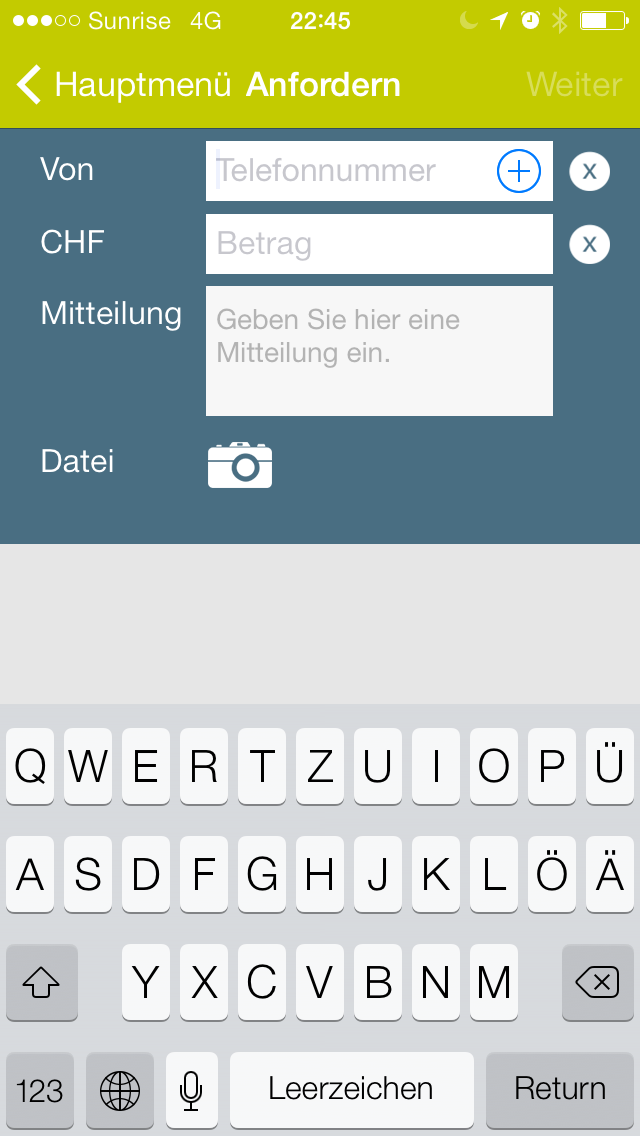 Sunrise 4G 22:45
Hauptmenü Anfordern Weiter
Von Telefonnummer x
CHF Betrag x
Mitteilung Geben Sie hier eine
Mitteilung ein.
Datei
Q W E R T Z U I O P Ü
A S D F G H J K L Ö Ä
Y X C V B N M
123 Leerzeichen Return